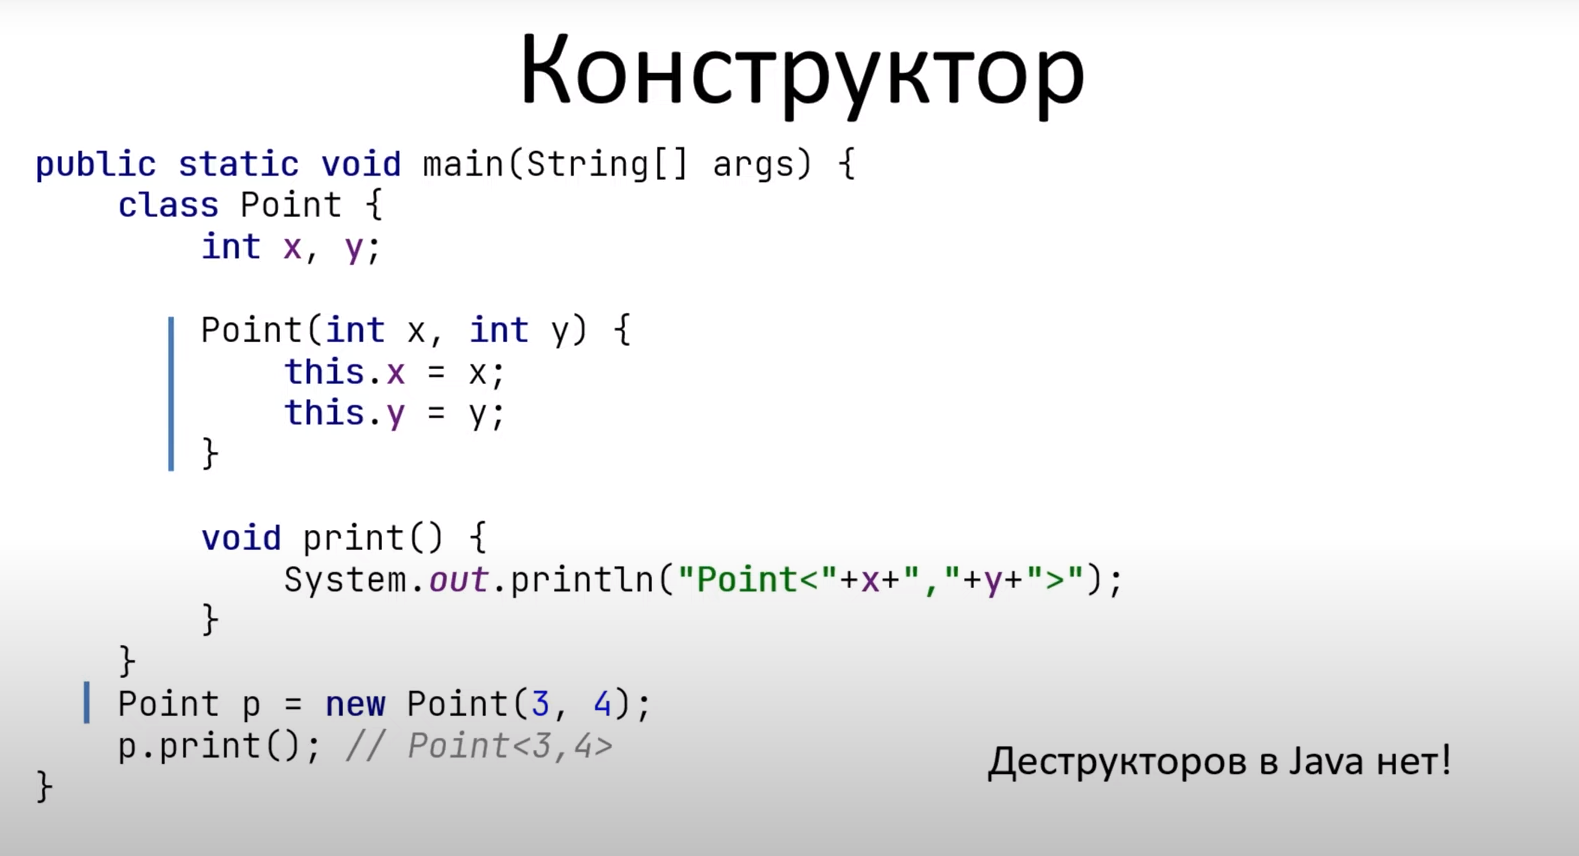 Конструктор
public static void main(String[] args) {
class Point {
int x, y;
Point(int x, int y) {
this.x = x;
this.y = y;
}
void print() {
System.out.println("Point<"+x+","+y+">");
}
}
Point p = new Point(3, 4);
p.print(); // Point<3,4>
}
Деструкторов в Java нет!